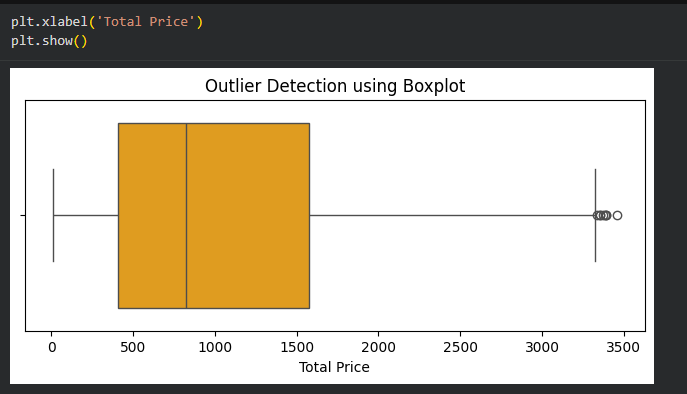 plt.xlabel('Total Price')
plt.show()
Outlier Detection using Boxplot
0 500 1000 1500 2000 2500 3000 3500
Total Price